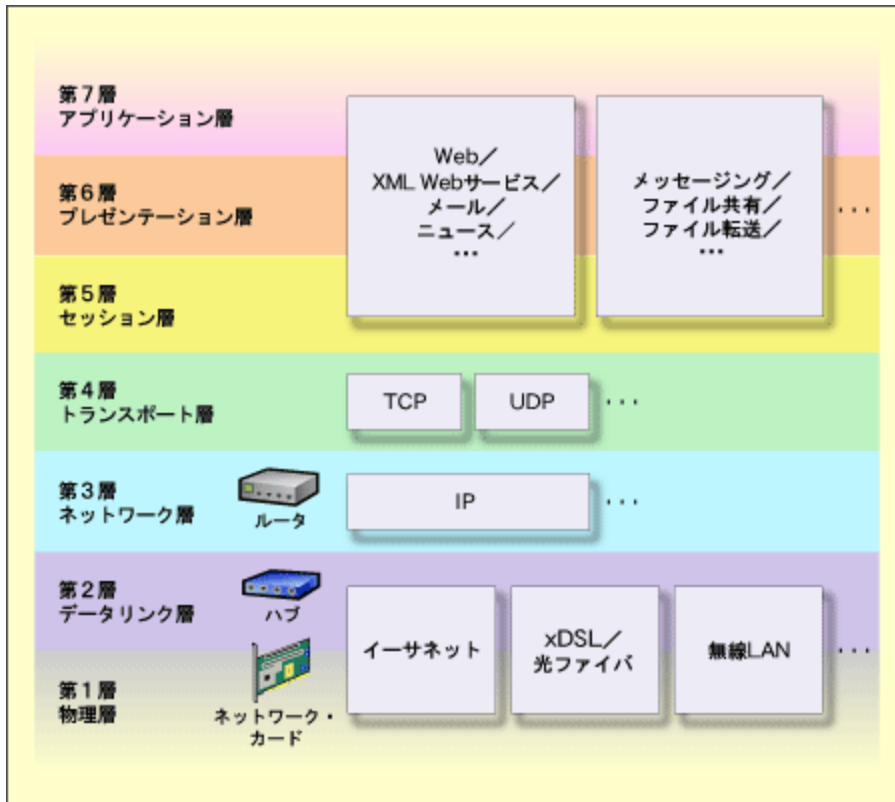 第７層
アプリケーション層
第６層
プレゼンテーション層
第５層
セッション層
Web／
XML Webサービス／
メール／
ニュース／
・・・
メッセージング／
ファイル共有／
ファイル転送／
・・・
・・・
第４層
トランスポート層
TCP
UDP
・・・
第３層
ネットワーク層
ルータ
IP
・・・
第２層
データリンク層
ハブ
第１層
物理層
ネットワーク・
カード
イーサネット
xDSL／
光ファイバ
無線LAN
・・・